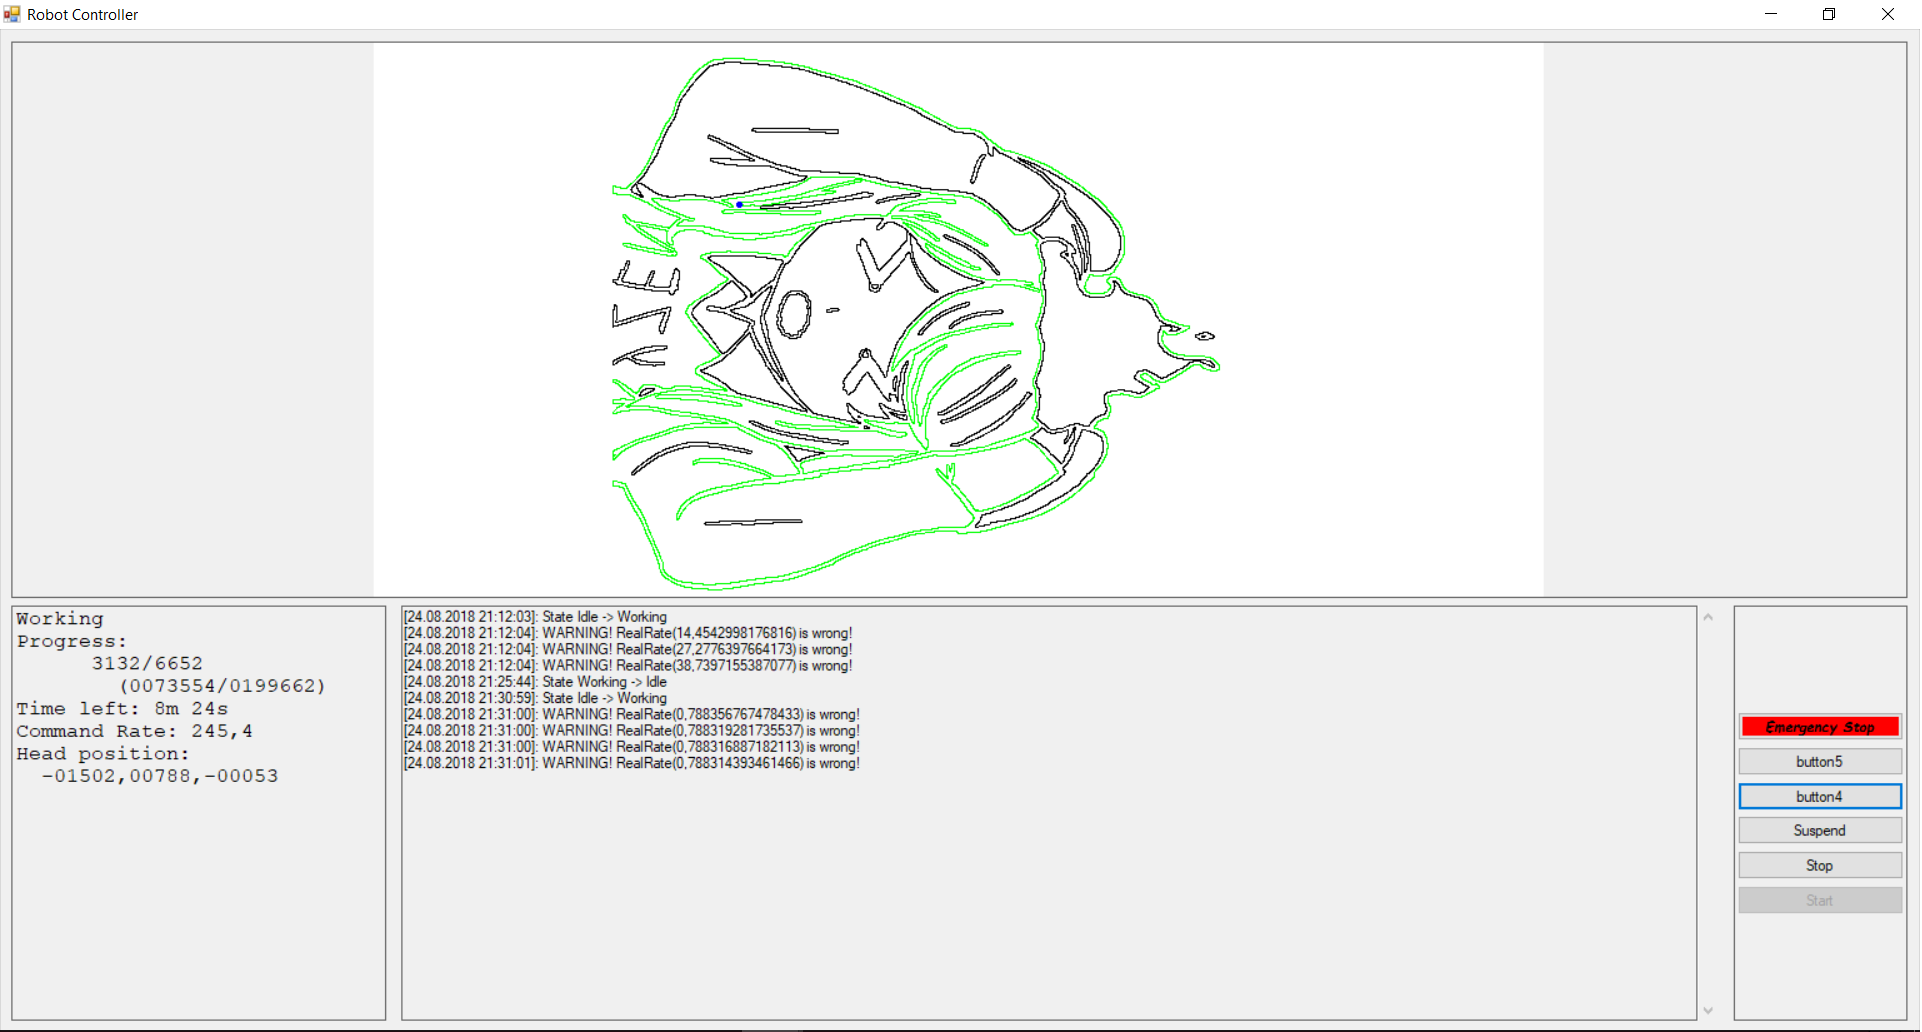 Robot Controller
Working
Progress:
3132/6652
(0073554/0199662)
Time left: 8m 24s
Command Rate: 245,4
Head position:
-01502,00788,-00053
[24.08.2018 21:12:03]: State Idle -> Working
[24.08.2018 21:12:04]: WARNING! RealRate(14,4542998176816) is wrong!
[24.08.2018 21:12:04]: WARNING! RealRate(27,2776397664173) is wrong!
[24.08.2018 21:12:04]: WARNING! RealRate(38,7397155387077) is wrong!
[24.08.2018 21:25:44]: State Working -> Idle
[24.08.2018 21:30:59]: State Idle -> Working
[24.08.2018 21:31:00]: WARNING! RealRate(0,788356767478433) is wrong!
[24.08.2018 21:31:00]: WARNING! RealRate(0,788319281735537) is wrong!
[24.08.2018 21:31:00]: WARNING! RealRate(0,788316887182113) is wrong!
[24.08.2018 21:31:01]: WARNING! RealRate(0,788314393461466) is wrong!
Emergency Stop
button5
button4
Suspend
Stop
Start